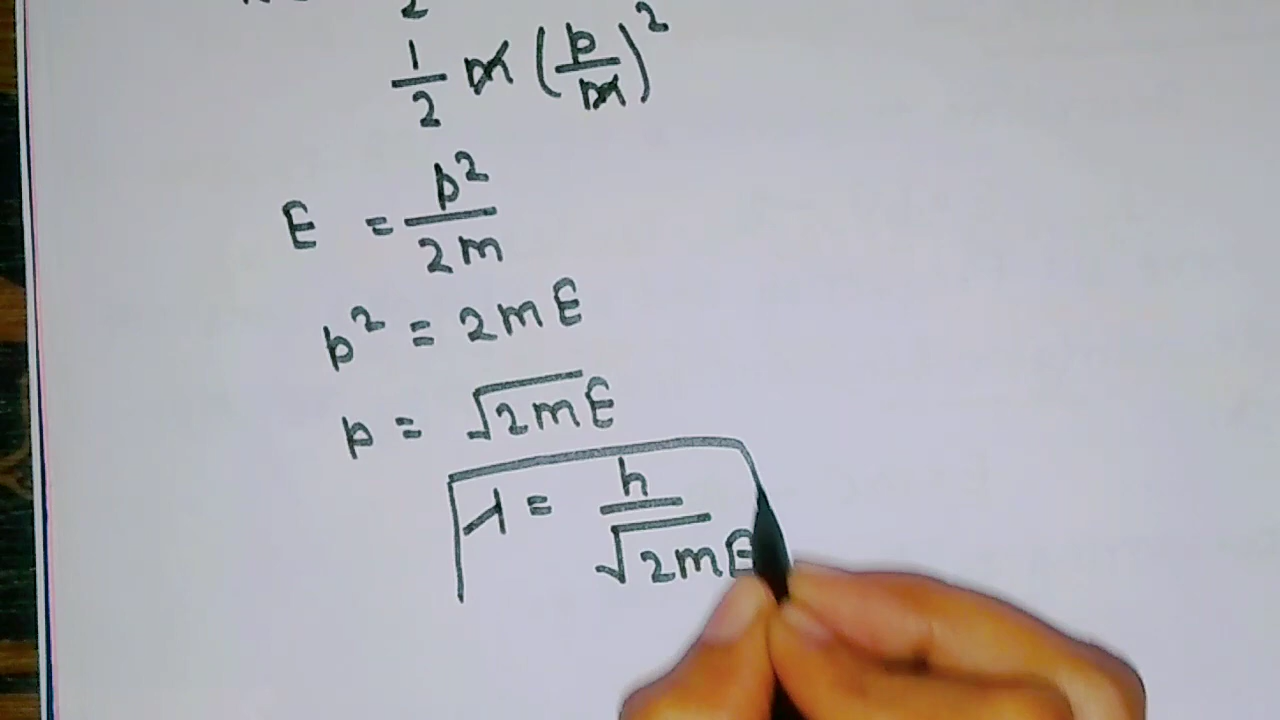 1/2 m (p/m)²
E = p²/2m
p² = 2mE
p = √2mE
λ = h/√2mE